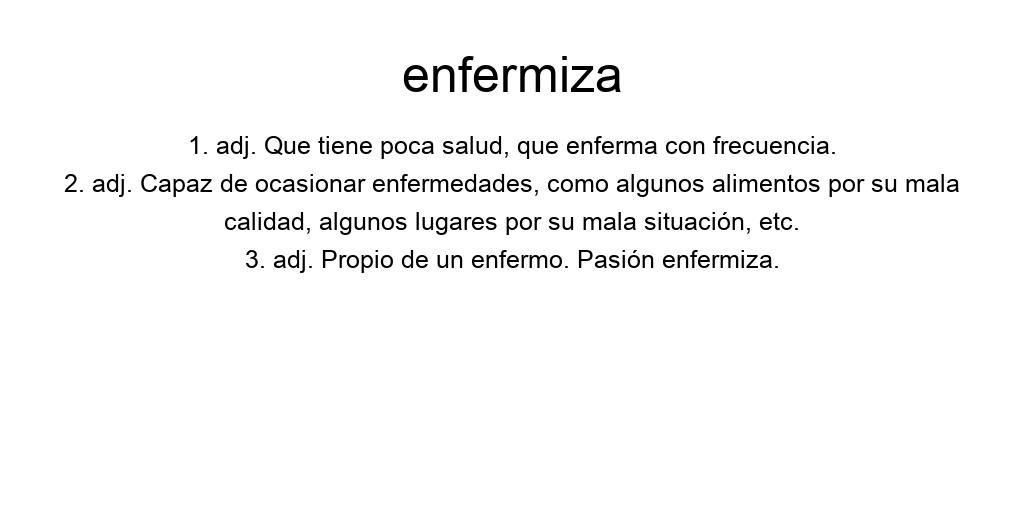 enfermiza
1. adj. Que tiene poca salud, que enferma con frecuencia.
2. adj. Capaz de ocasionar enfermedades, como algunos alimentos por su mala
calidad, algunos lugares por su mala situación, etc.
3. adj. Propio de un enfermo. Pasión enfermiza.